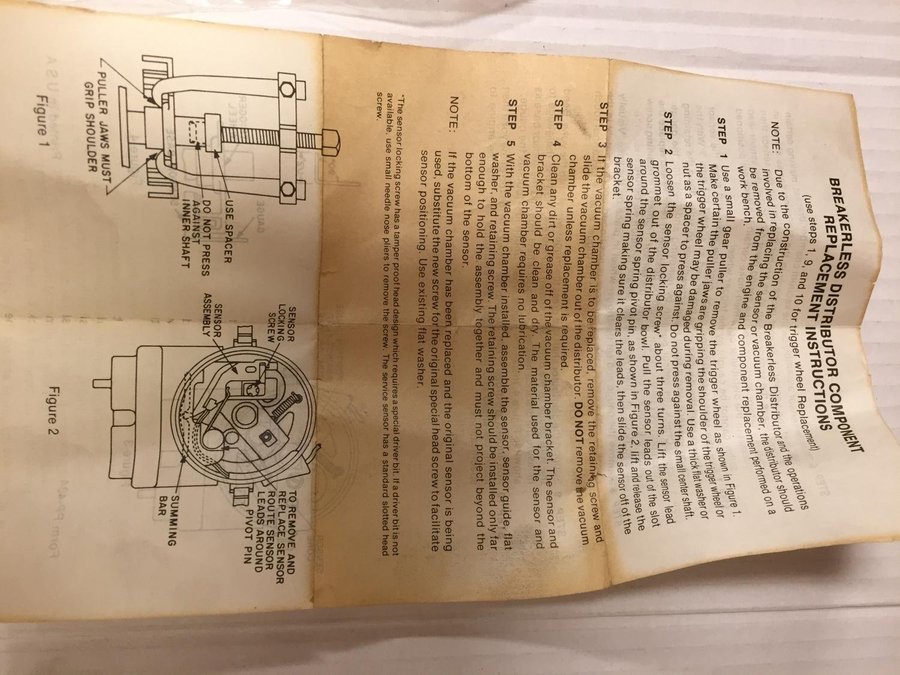 BREAKERLESS DISTRIBUTOR COMPONENT
REPLACEMENT INSTRUCTIONS
(use steps 1, 9, and 10 for trigger wheel Replacement)
NOTE: Due to the construction of the Breakerless Distributor and the operations
involved in replacing the sensor or vacuum chamber, the distributor should
be removed from the engine and component replacement performed on a
work bench.
STEP 1 Use a small gear puller to remove the trigger wheel as shown in Figure 1.
Make certain the puller jaws are gripping the shoulder of the trigger wheel or
the trigger wheel may be damaged during removal. Use a thick flat washer or
nut as a spacer to press against. Do not press against the small center shaft.
STEP 2 Loosen the sensor locking screw* about three turns. Lift the sensor lead
grommet out of the distributor bowl. Pull the sensor leads out of the slot
around the sensor spring pivot pin, as shown in Figure 2, lift and release the
sensor spring making sure it clears the leads, then slide the sensor off of the
bracket.
STEP 3 If the vacuum chamber is to be replaced, remove the retaining screw and
slide the vacuum chamber out of the distributor. DO NOT remove the vacuum
chamber unless replacement is required.
STEP 4 Clean any dirt or grease off of the vacuum chamber bracket. The sensor and
bracket should be clean and dry. The material used for the sensor and
vacuum chamber requires no lubrication.
STEP 5 With the vacuum chamber installed, assemble the sensor, sensor guide, flat
washer, and retaining screw. The retaining screw should be installed only far
enough to hold the assembly together and must not project beyond the
bottom of the sensor.
NOTE: If the vacuum chamber has been replaced and the original sensor is being
used, substitute the new screw for the original special head screw to facilitate
sensor positioning. Use existing flat washer.
*The sensor locking screw has a tamper proof head design which requires a special driver bit. If a driver bit is not
available, use small needle nose pliers to remove the screw. The service sensor has a standard slotted head
screw.
USE SPACER
DO NOT PRESS
AGAINST
INNER SHAFT
PULLER JAWS MUST
GRIP SHOULDER
Figure 1
SENSOR
LOCKING
SCREW
SENSOR
ASSEMBLY
TO REMOVE AND
REPLACE SENSOR
ROUTE SENSOR
LEADS AROUND
PIVOT PIN
SUMMING
BAR
Figure 2